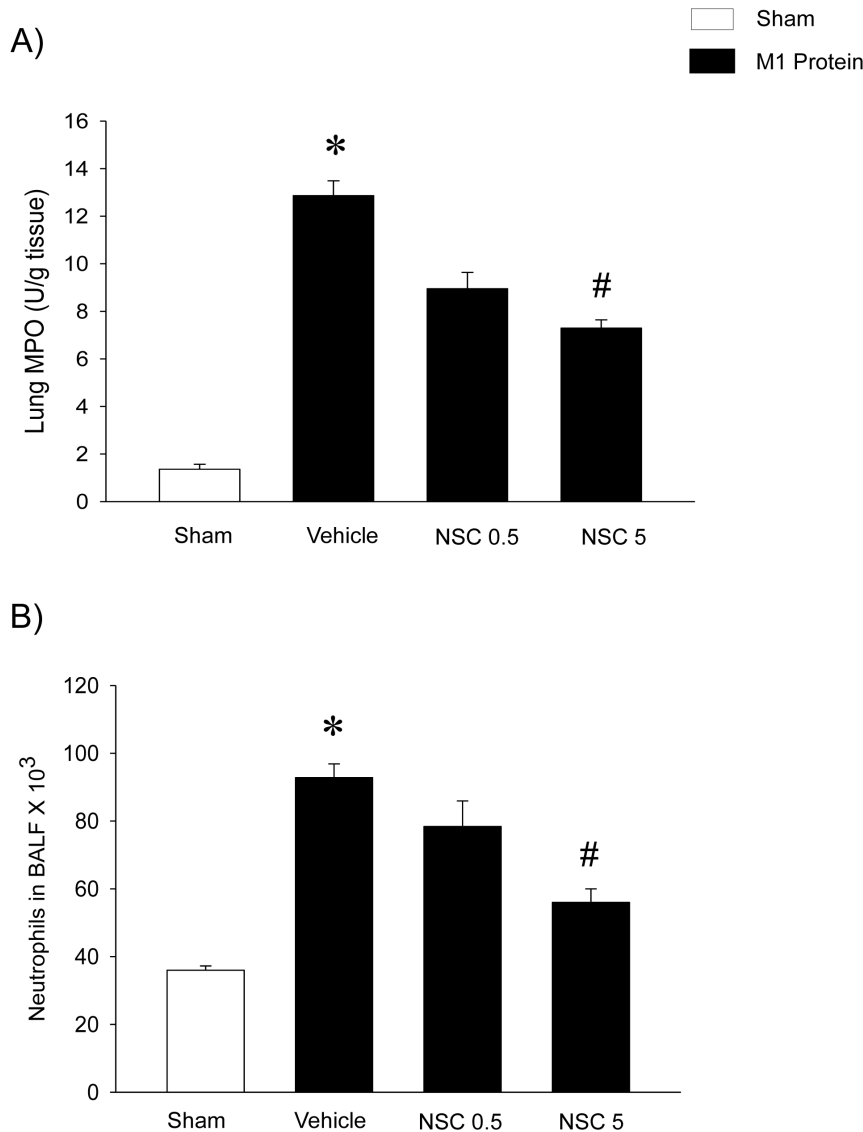 Sham
M1 Protein
A)
Lung MPO (U/g tissue)
16
14
12
10
8
6
4
2
0
*
#
Sham Vehicle NSC 0.5 NSC 5
B)
Neutrophils in BALF X 10³
120
100
80
60
40
20
0
*
#
Sham Vehicle NSC 0.5 NSC 5